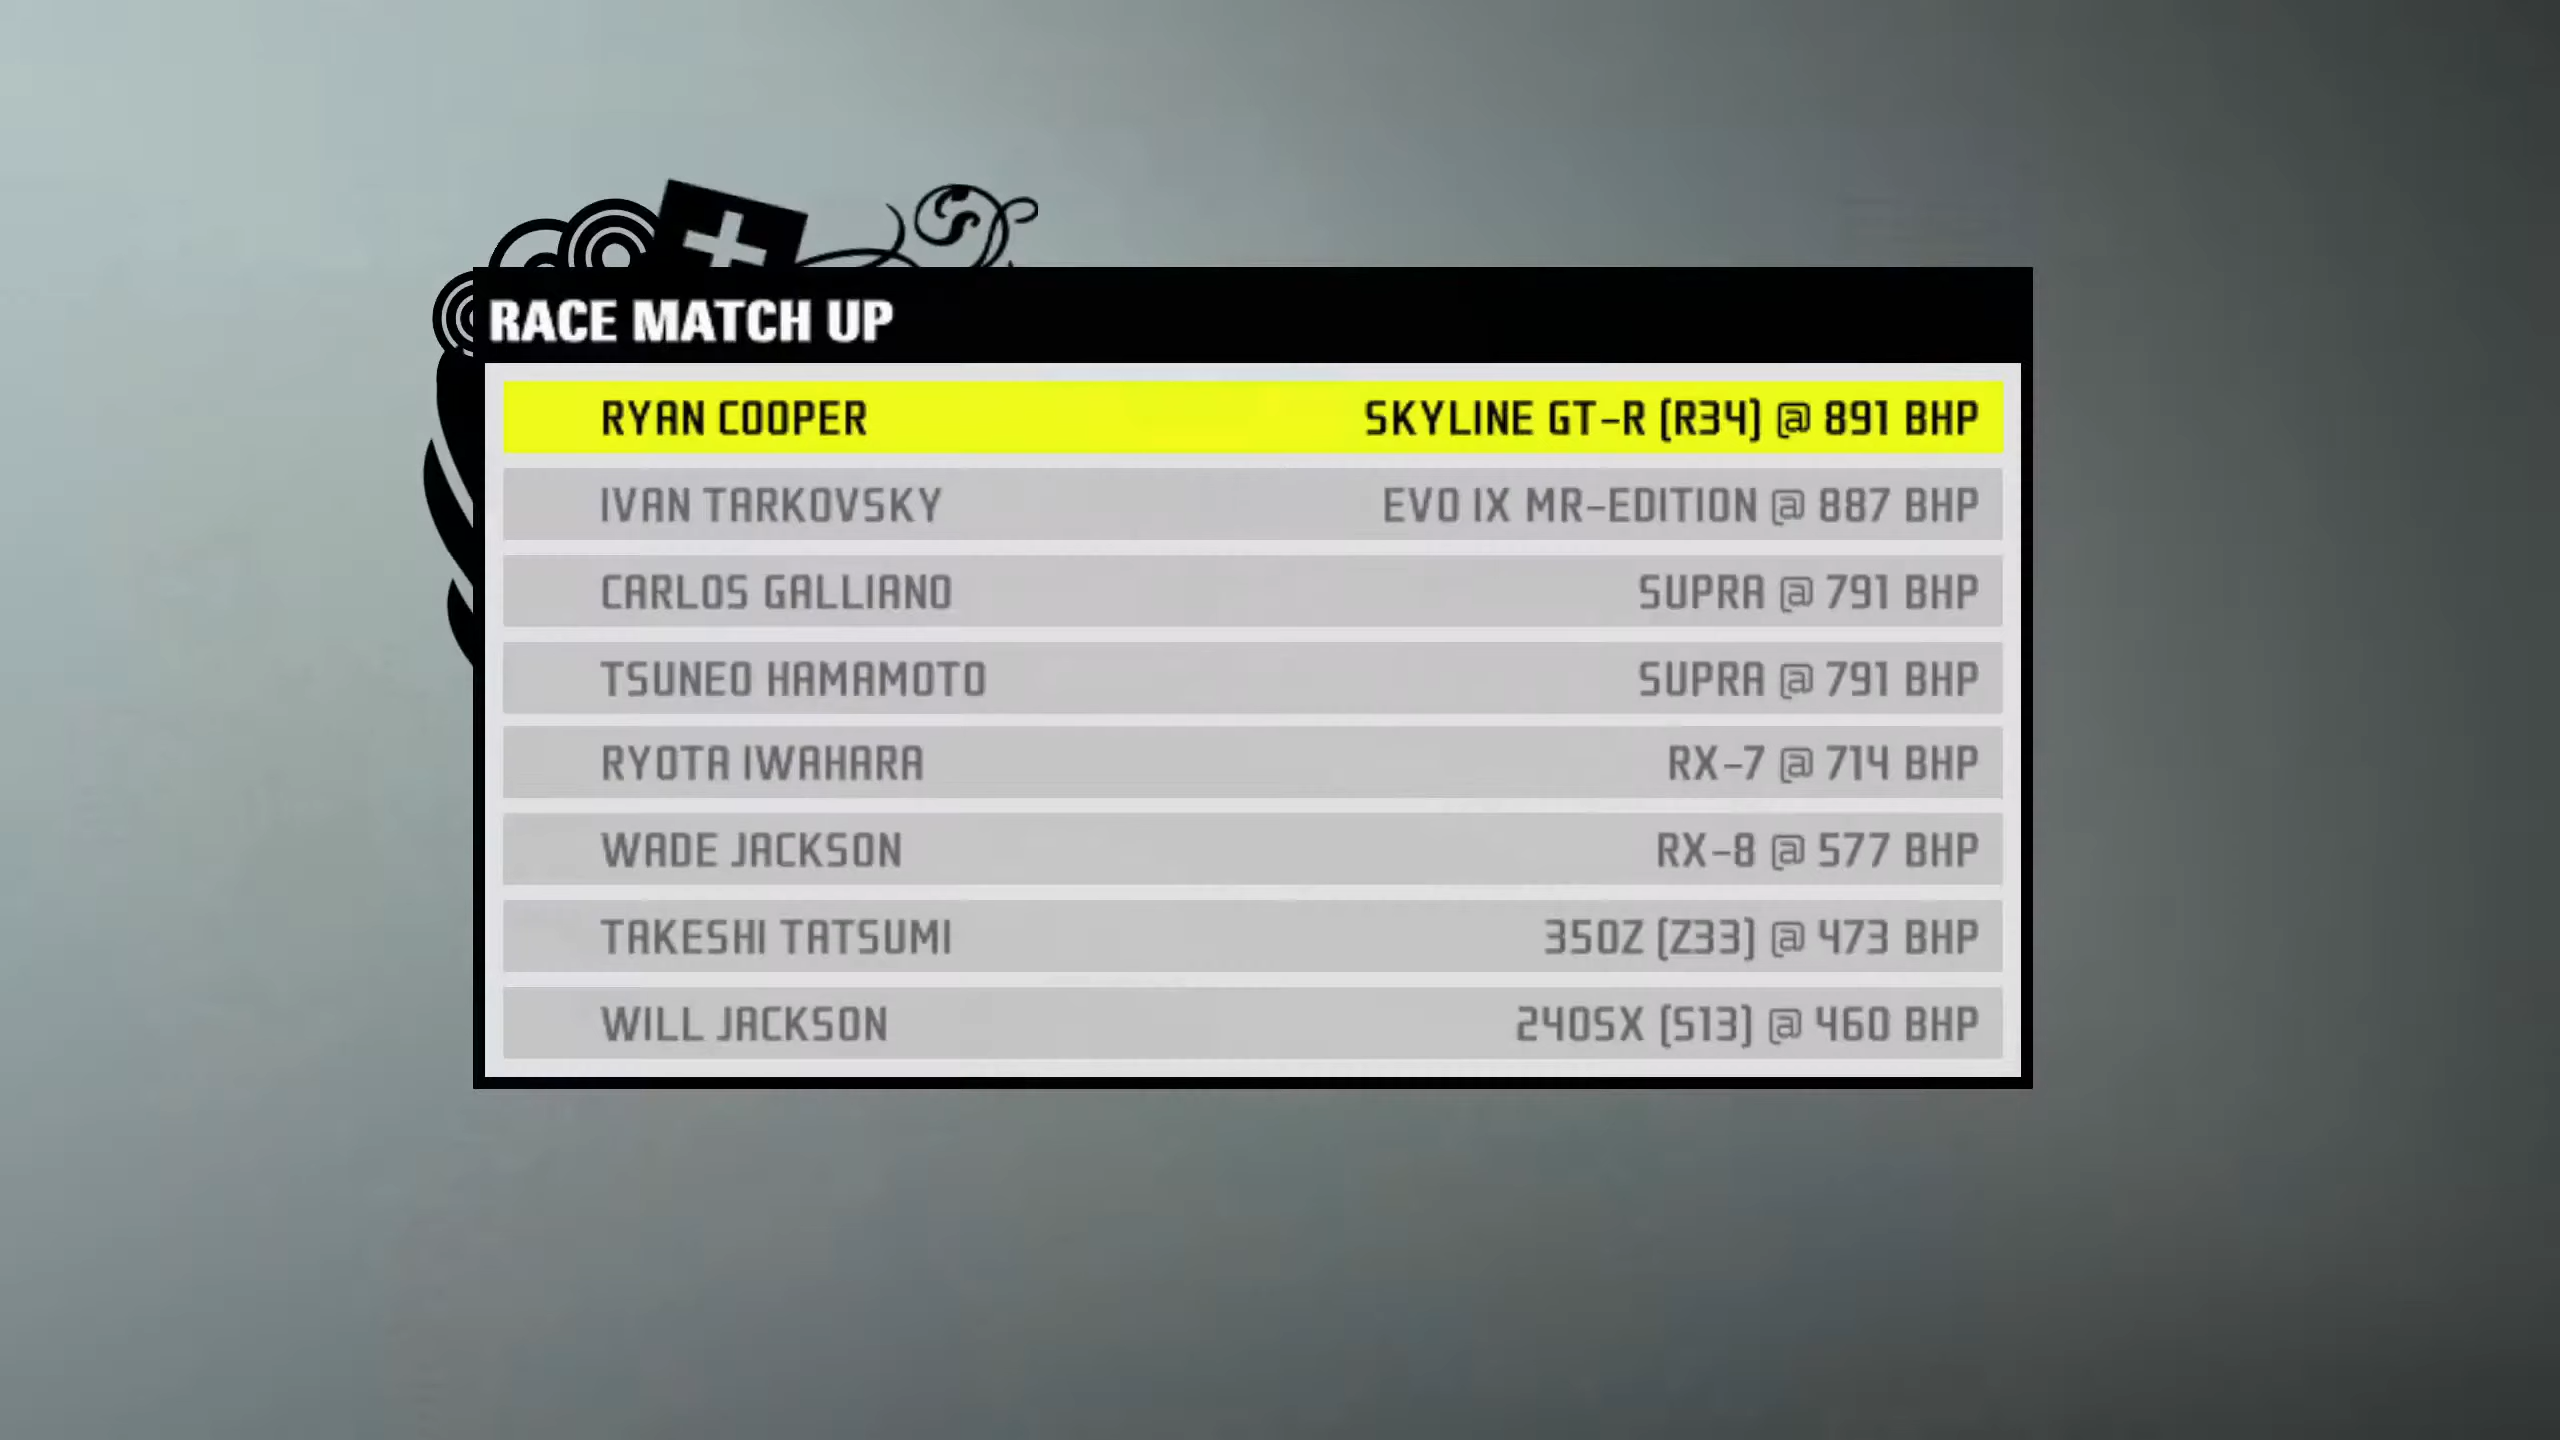 RACE MATCH UP
RYAN COOPER SKYLINE GT-R (R34) @ 891 BHP
IVAN TARKOVSKY EVO IX MR-EDITION @ 887 BHP
CARLOS GALLIANO SUPRA @ 791 BHP
TSUNEO HAMAMOTO SUPRA @ 791 BHP
RYOTA IWAHARA RX-7 @ 714 BHP
WADE JACKSON RX-8 @ 577 BHP
TAKESHI TATSUMI 350Z (Z33) @ 473 BHP
WILL JACKSON 240SX (S13) @ 460 BHP